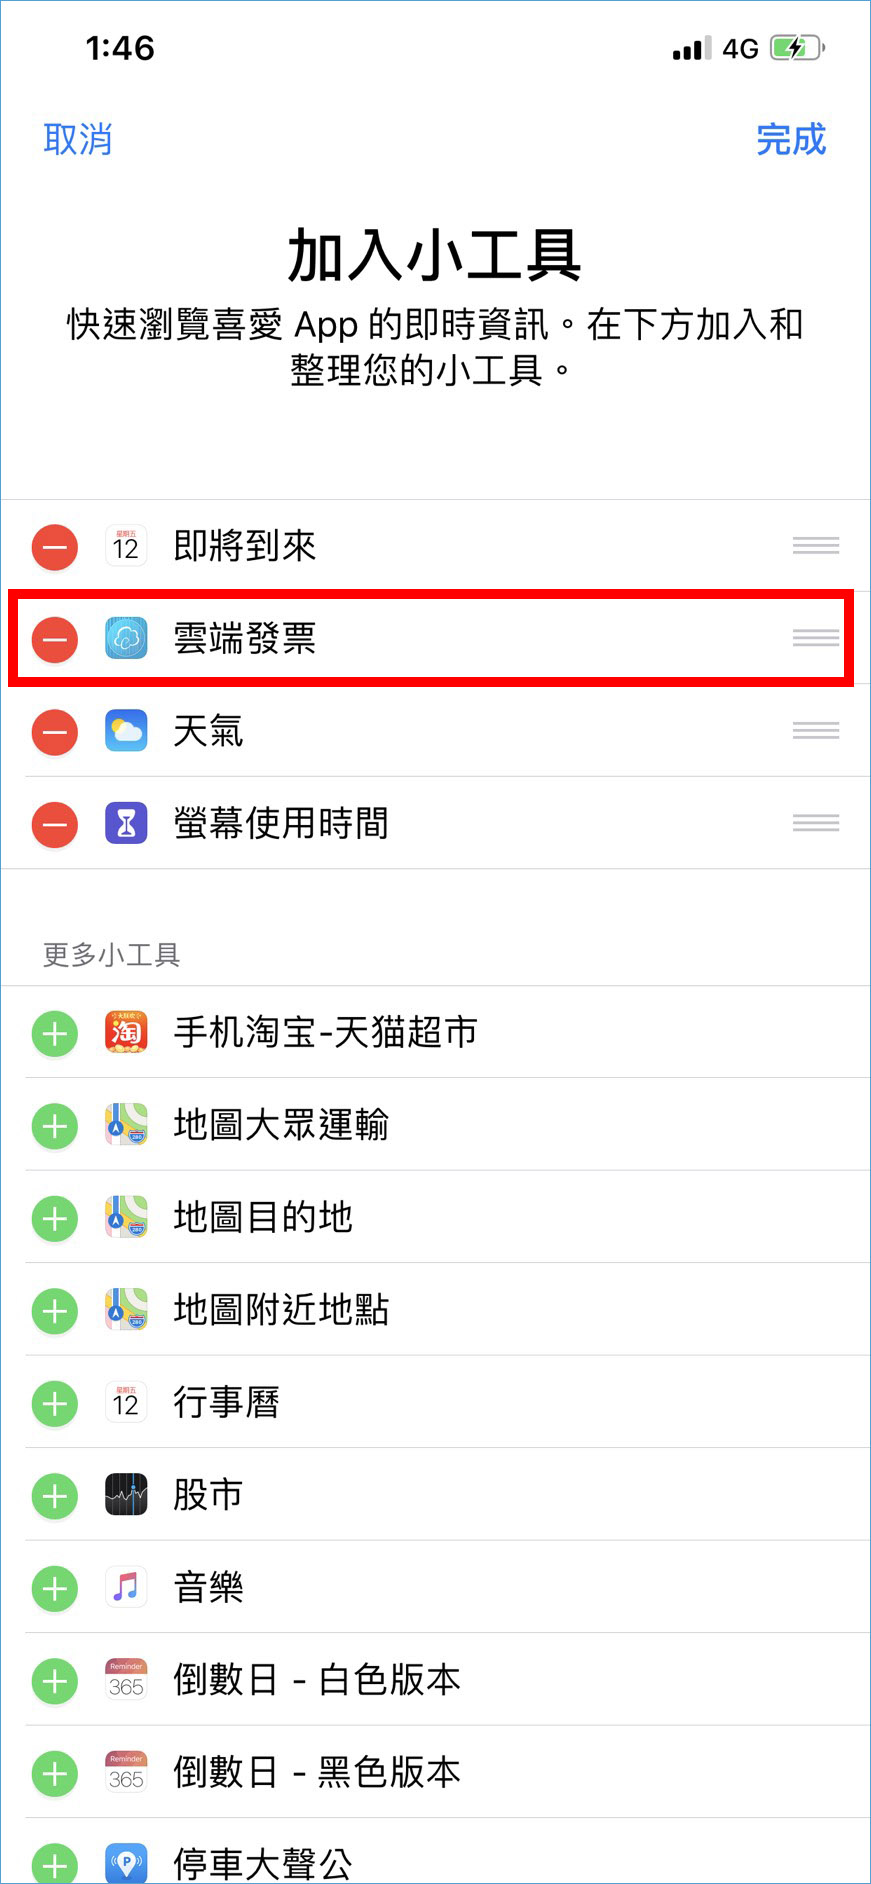 1:46
4G
取消
完成
加入小工具
快速瀏覽喜愛 App 的即時資訊。在下方加入和
整理您的小工具。
星期五
12
即將到來
雲端發票
天氣
螢幕使用時間
更多小工具
淘
手机淘宝-天猫超市
280
地圖大眾運輸
280
地圖目的地
280
地圖附近地點
星期五
12
行事曆
股市
音樂
Reminder
365
倒數日 - 白色版本
Reminder
365
倒數日 - 黑色版本
P
停車大聲公